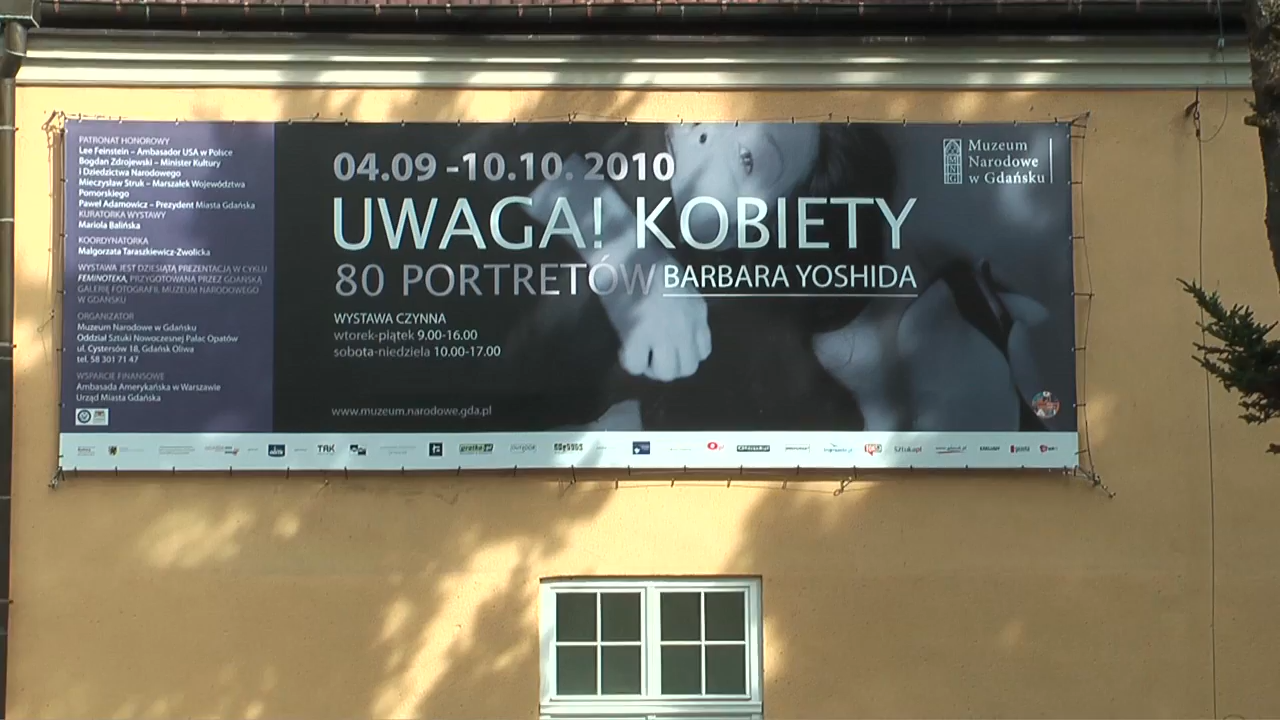 PATRONAT HONOROWY
Lee Feinstein – Ambasador USA w Polsce
Bogdan Zdrojewski – Minister Kultury
i Dziedzictwa Narodowego
Mieczysław Struk – Marszałek Województwa
Pomorskiego
Paweł Adamowicz – Prezydent Miasta Gdańska
KURATORKA WYSTAWY
Mariola Balińska
KOORDYNATORKA
Małgorzata Taraszkiewicz-Zwolicka
WYSTAWA JEST DZIESIĄTĄ PREZENTACJĄ W CYKLU
FEMINOTEKA, PRZYGOTOWANĄ PRZEZ GDAŃSKĄ
GALERIĘ FOTOGRAFII, MUZEUM NARODOWEGO
W GDAŃSKU
ORGANIZATOR
Muzeum Narodowe w Gdańsku
Oddział Sztuki Nowoczesnej Pałac Opatów
ul. Cystersów 18, Gdańsk Oliwa
tel. 58 301 71 47
WSPARCIE FINANSOWE
Ambasada Amerykańska w Warszawie
Urząd Miasta Gdańska
04.09 -10.10. 2010
UWAGA! KOBIETY
80 PORTRETÓW BARBARA YOSHIDA
WYSTAWA CZYNNA
wtorek-piątek 9.00-16.00
sobota-niedziela 10.00-17.00
www.muzeum.narodowe.gda.pl
Muzeum
Narodowe
w Gdańsku
TAK